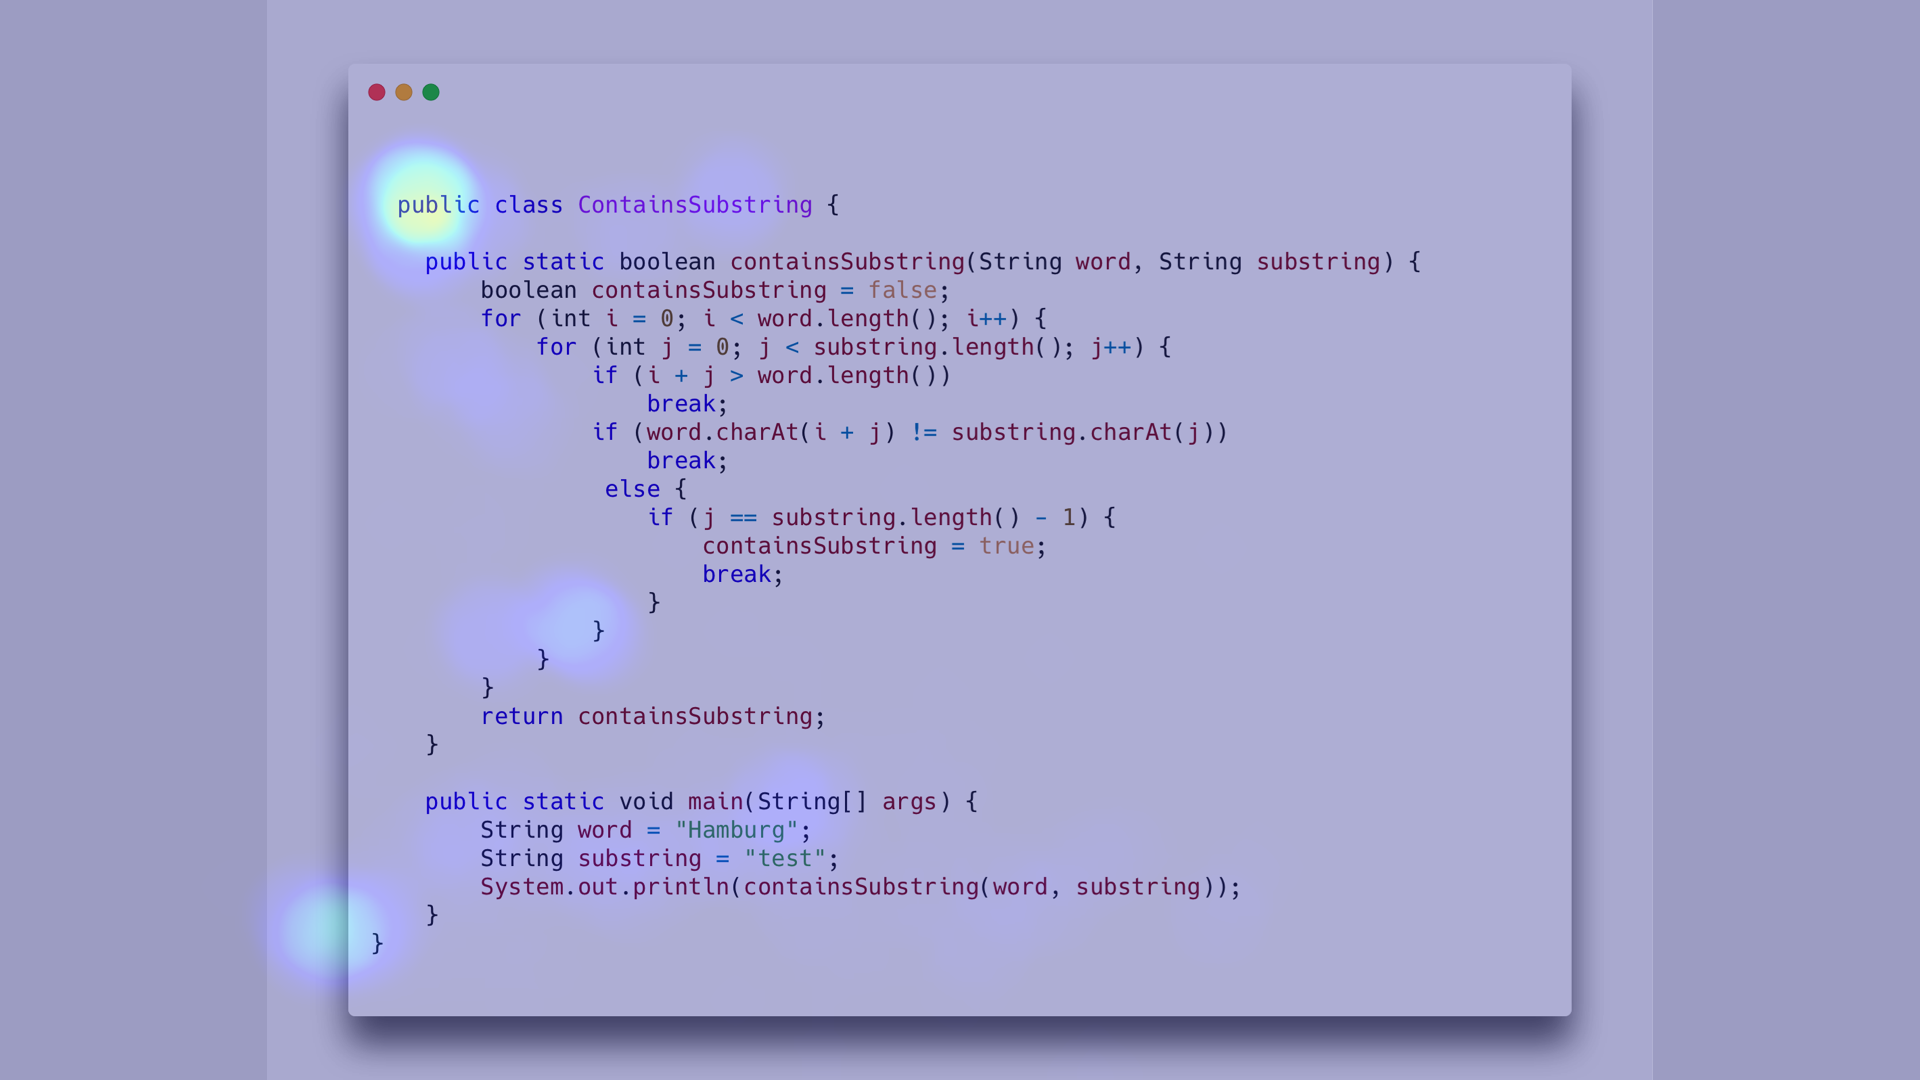 public class ContainsSubstring {
public static boolean containsSubstring(String word, String substring) {
boolean containsSubstring = false;
for (int i = 0; i < word.length(); i++) {
for (int j = 0; j < substring.length(); j++) {
if (i + j > word.length())
break;
if (word.charAt(i + j) != substring.charAt(j))
break;
else {
if (j == substring.length() - 1) {
containsSubstring = true;
break;
}
}
}
}
return containsSubstring;
}
public static void main(String[] args) {
String word = "Hamburg";
String substring = "test";
System.out.println(containsSubstring(word, substring));
}
}